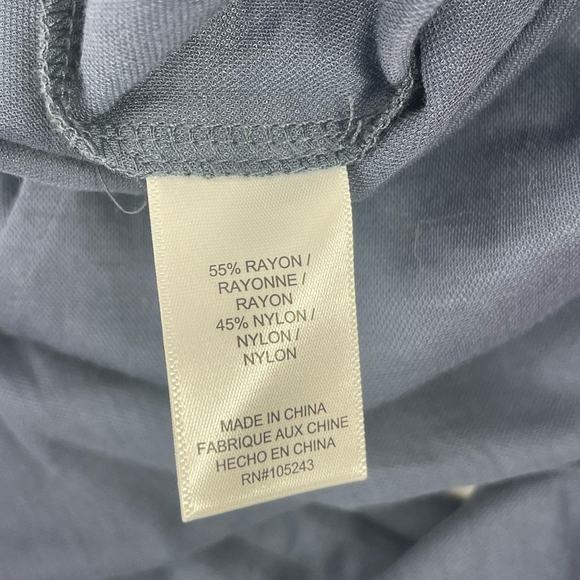 55% RAYON /
RAYONNE /
RAYON
45% NYLON /
NYLON /
NYLON
MADE IN CHINA
FABRIQUE AUX CHINE
HECHO EN CHINA
RN#105243